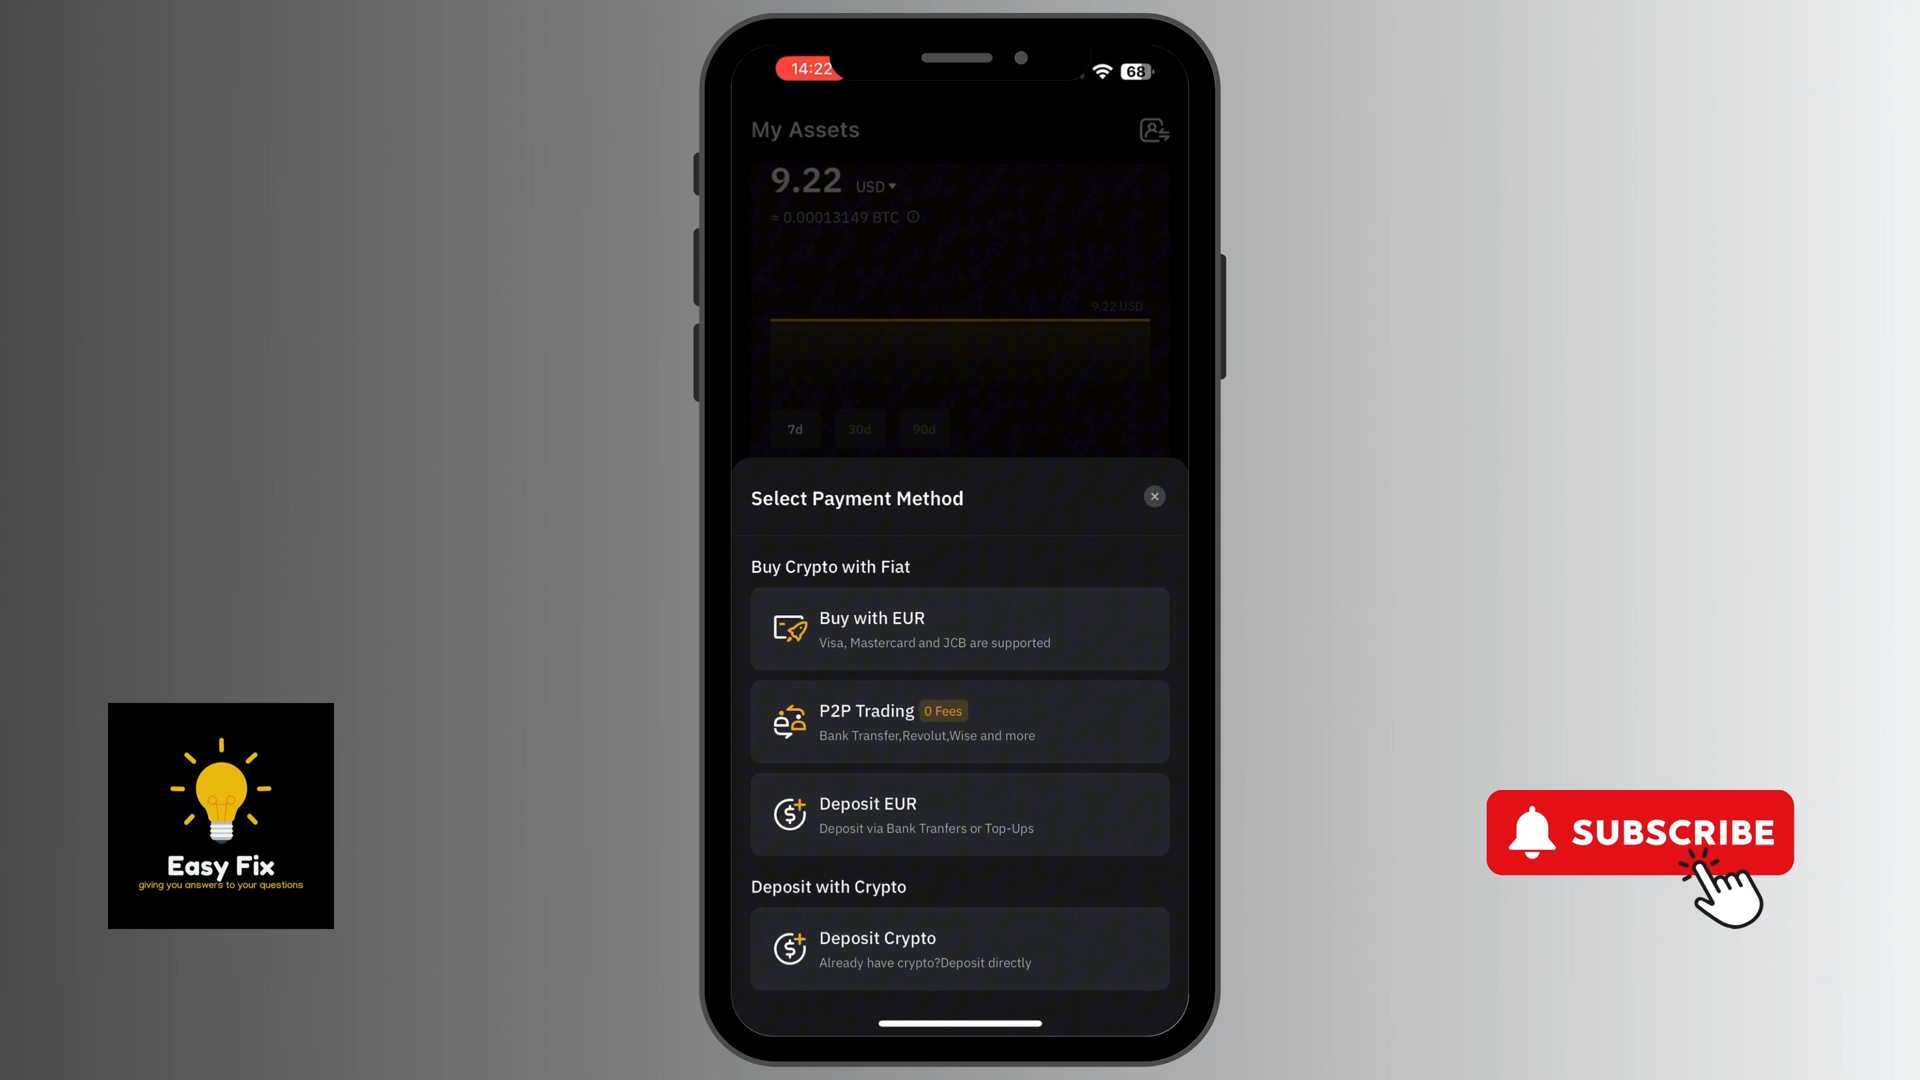 14:22
68
My Assets
9.22 USD
≈ 0.00013149 BTC
9.22 USD
7d 30d 90d
Select Payment Method
Buy Crypto with Fiat
Buy with EUR
Visa, Mastercard and JCB are supported
P2P Trading 0 Fees
Bank Transfer,Revolut,Wise and more
Deposit EUR
Deposit via Bank Tranfers or Top-Ups
Deposit with Crypto
Deposit Crypto
Already have crypto?Deposit directly
Easy Fix
giving you answers to your questions
SUBSCRIBE